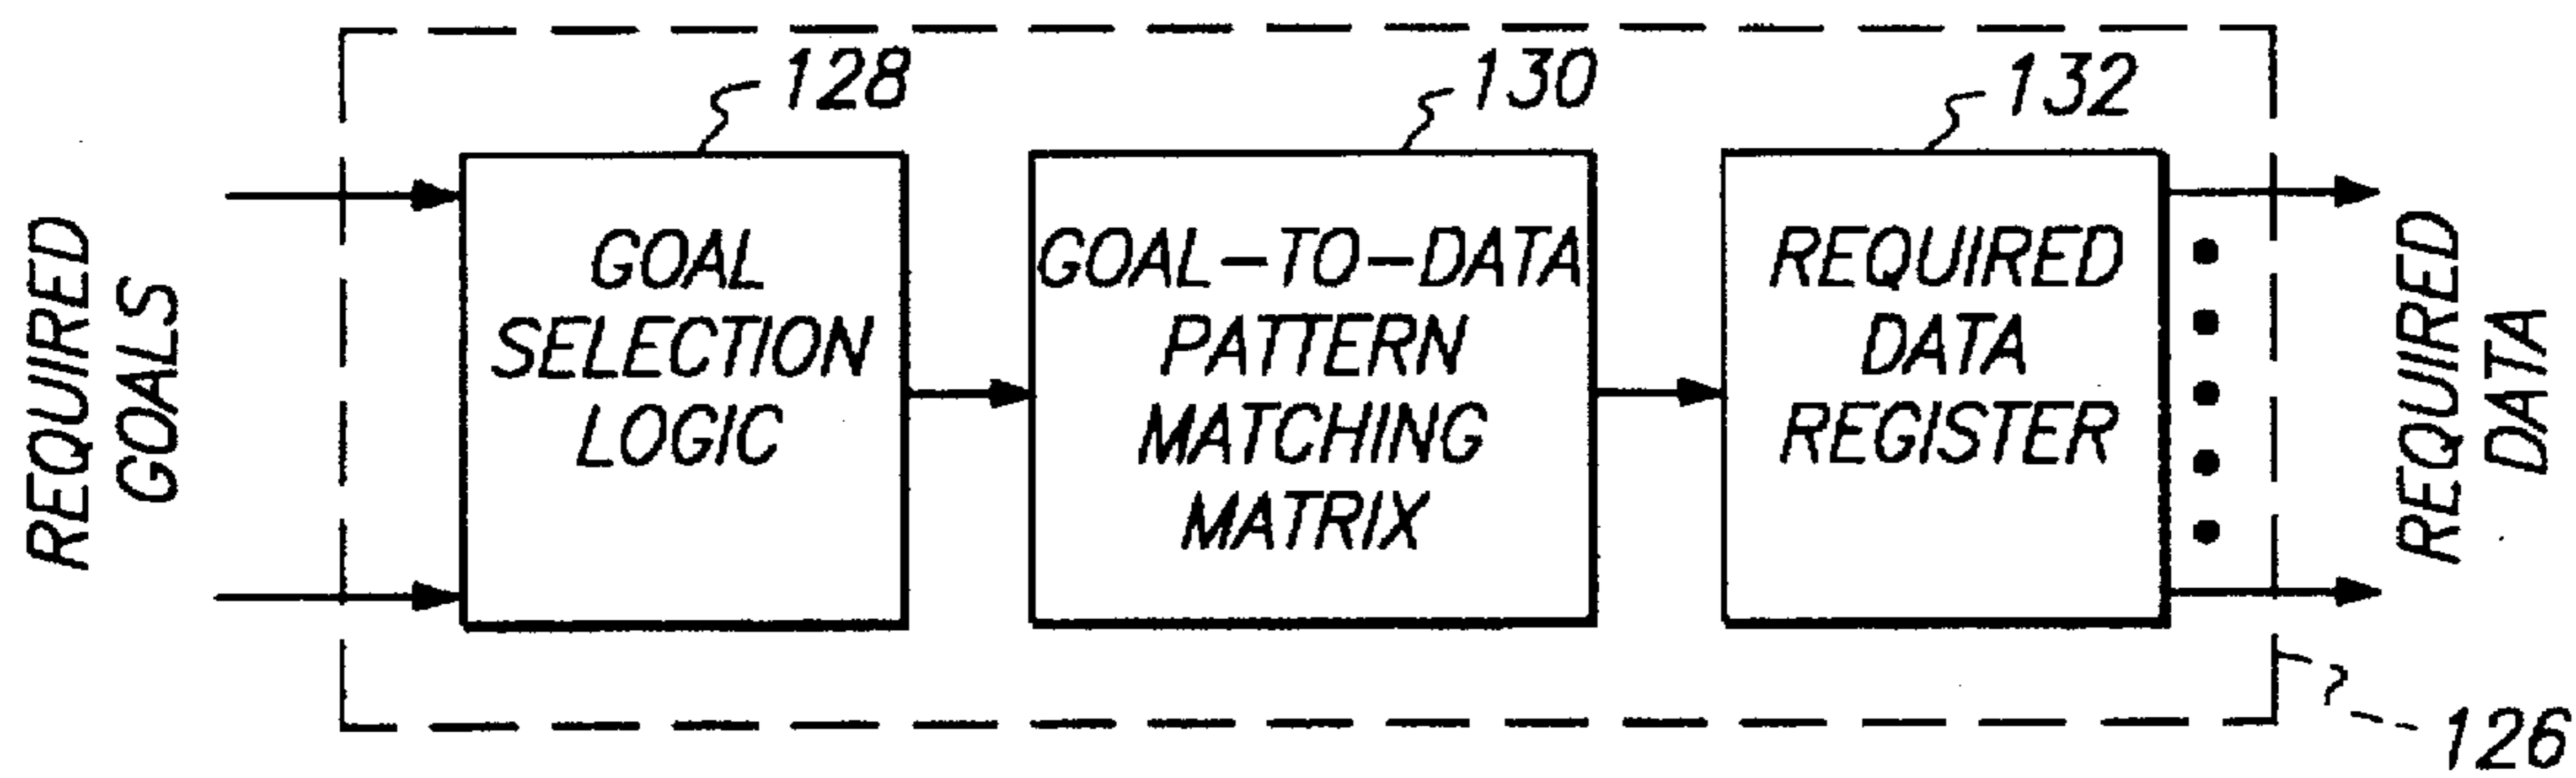 128
130
132
REQUIRED
GOALS
GOAL
SELECTION
LOGIC
GOAL-TO-DATA
PATTERN
MATCHING
MATRIX
REQUIRED
DATA
REGISTER
REQUIRED
DATA
126